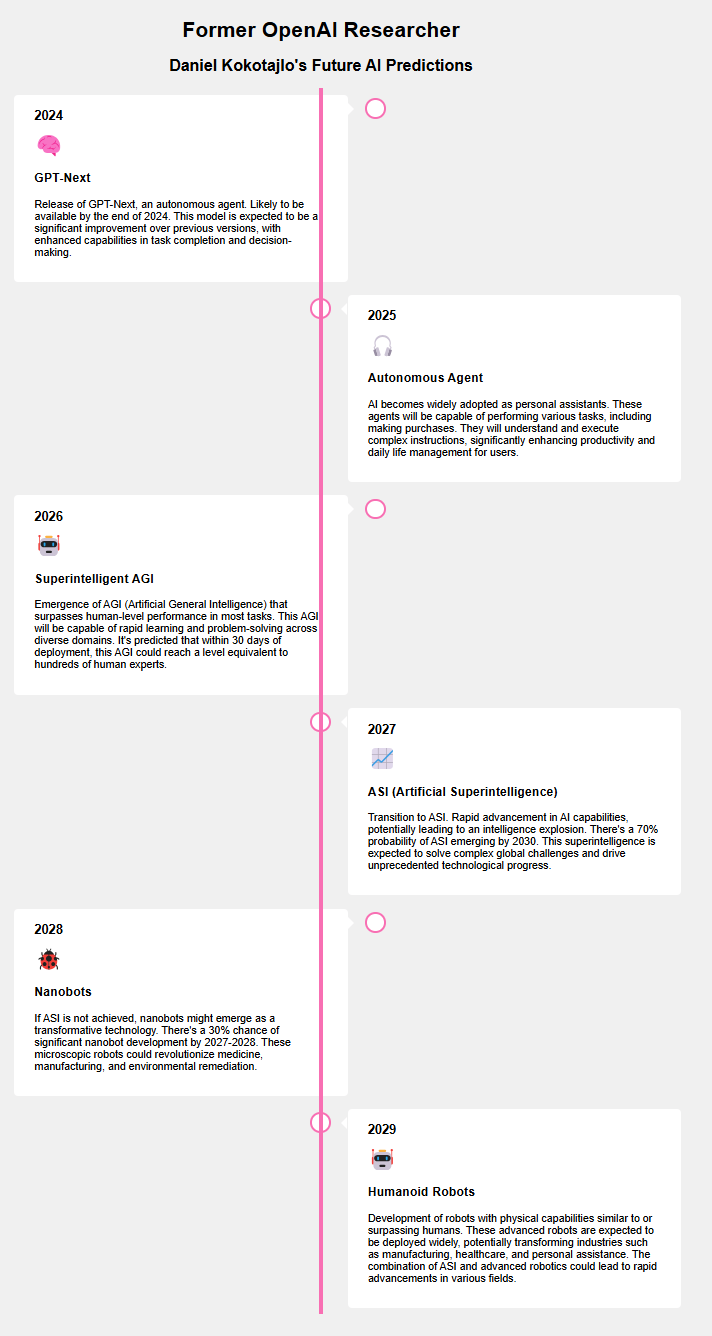 Former OpenAI Researcher
Daniel Kokotajlo's Future AI Predictions
2024
GPT-Next
Release of GPT-Next, an autonomous agent. Likely to be
available by the end of 2024. This model is expected to be a
significant improvement over previous versions, with
enhanced capabilities in task completion and decision-
making.
2025
Autonomous Agent
AI becomes widely adopted as personal assistants. These
agents will be capable of performing various tasks, including
making purchases. They will understand and execute
complex instructions, significantly enhancing productivity and
daily life management for users.
2026
Superintelligent AGI
Emergence of AGI (Artificial General Intelligence) that
surpasses human-level performance in most tasks. This AGI
will be capable of rapid learning and problem-solving across
diverse domains. It's predicted that within 30 days of
deployment, this AGI could reach a level equivalent to
hundreds of human experts.
2027
ASI (Artificial Superintelligence)
Transition to ASI. Rapid advancement in AI capabilities,
potentially leading to an intelligence explosion. There's a 70%
probability of ASI emerging by 2030. This superintelligence is
expected to solve complex global challenges and drive
unprecedented technological progress.
2028
Nanobots
If ASI is not achieved, nanobots might emerge as a
transformative technology. There's a 30% chance of
significant nanobot development by 2027-2028. These
microscopic robots could revolutionize medicine,
manufacturing, and environmental remediation.
2029
Humanoid Robots
Development of robots with physical capabilities similar to or
surpassing humans. These advanced robots are expected to
be deployed widely, potentially transforming industries such
as manufacturing, healthcare, and personal assistance. The
combination of ASI and advanced robotics could lead to rapid
advancements in various fields.